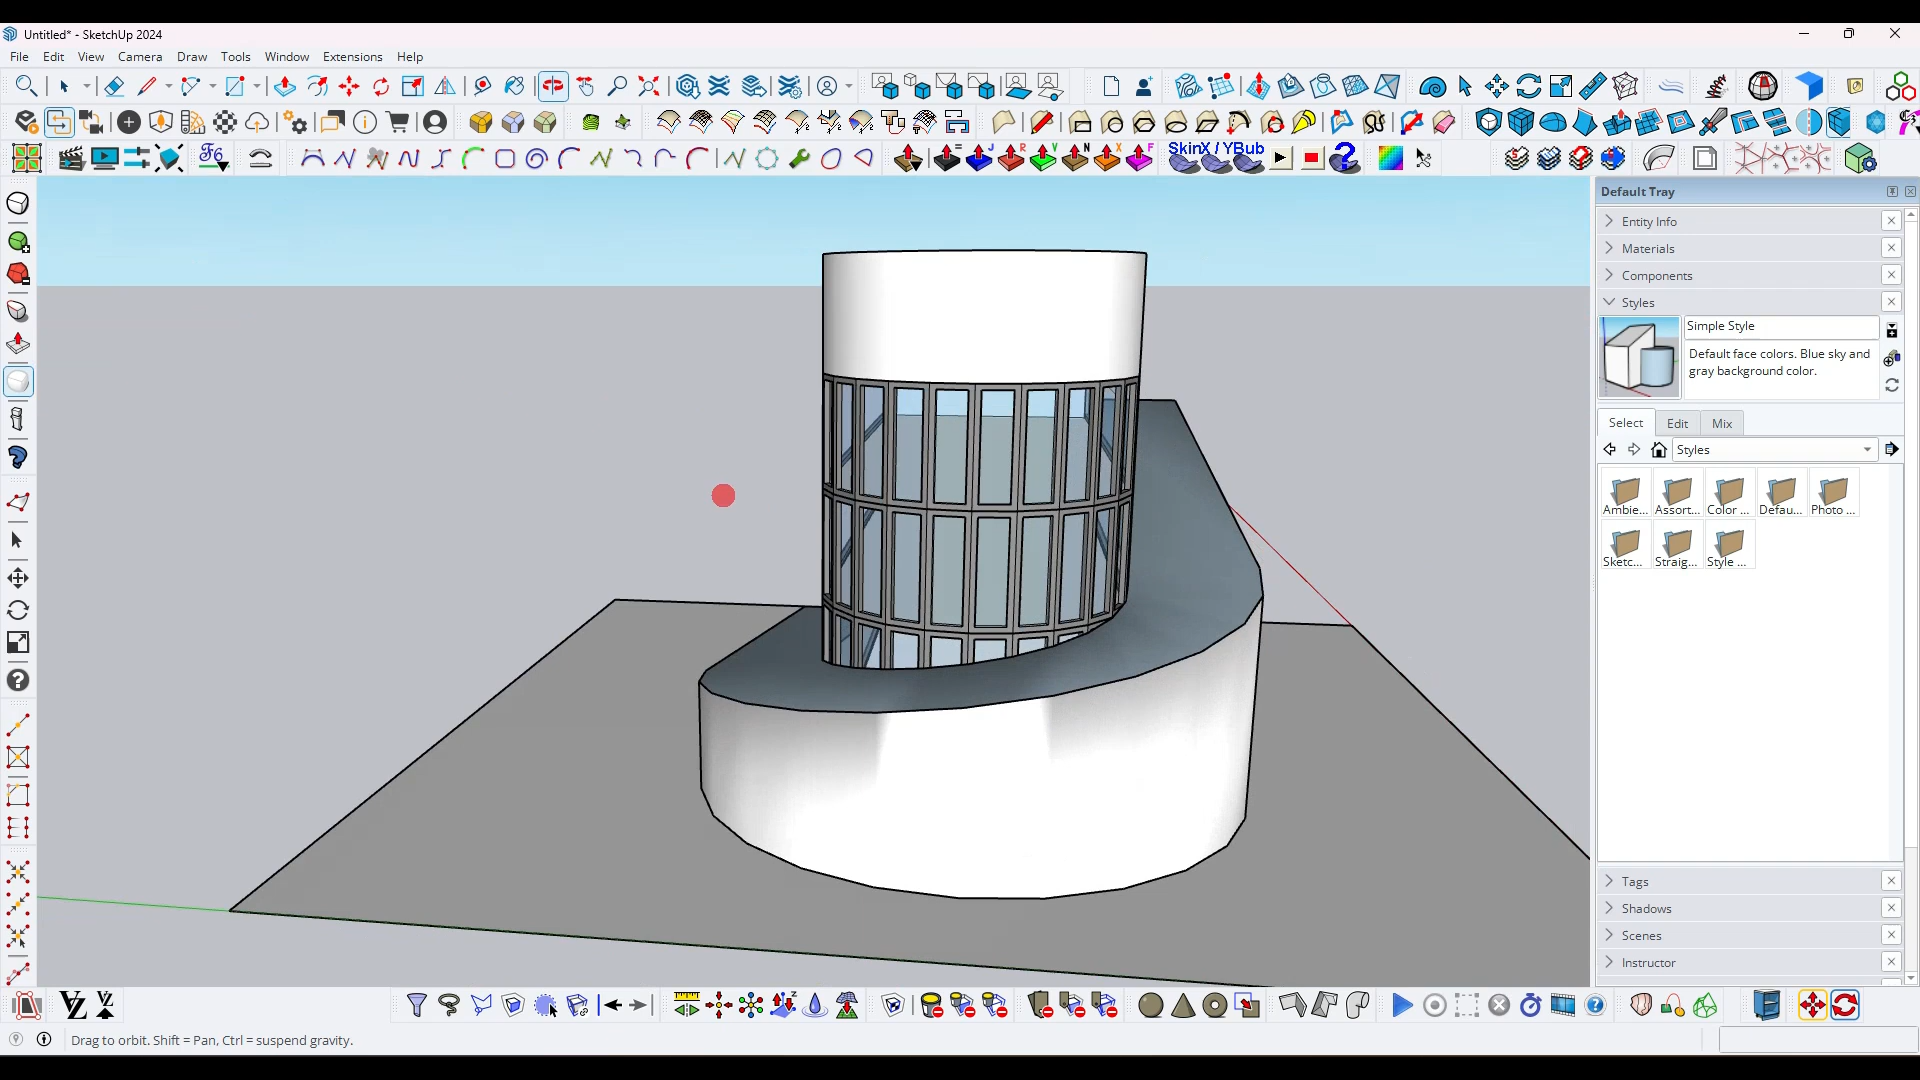 Untitled* - SketchUp 2024
File Edit View Camera Draw Tools Window Extensions Help
SkinX / YBub
Default Tray
Entity Info
Materials
Components
Styles
Simple Style
Default face colors. Blue sky and
gray background color.
Select Edit Mix
Styles
Ambie... Assort... Color ... Defau... Photo ...
Sketc... Straig... Style ...
Tags
Shadows
Scenes
Instructor
Drag to orbit. Shift = Pan, Ctrl = suspend gravity.